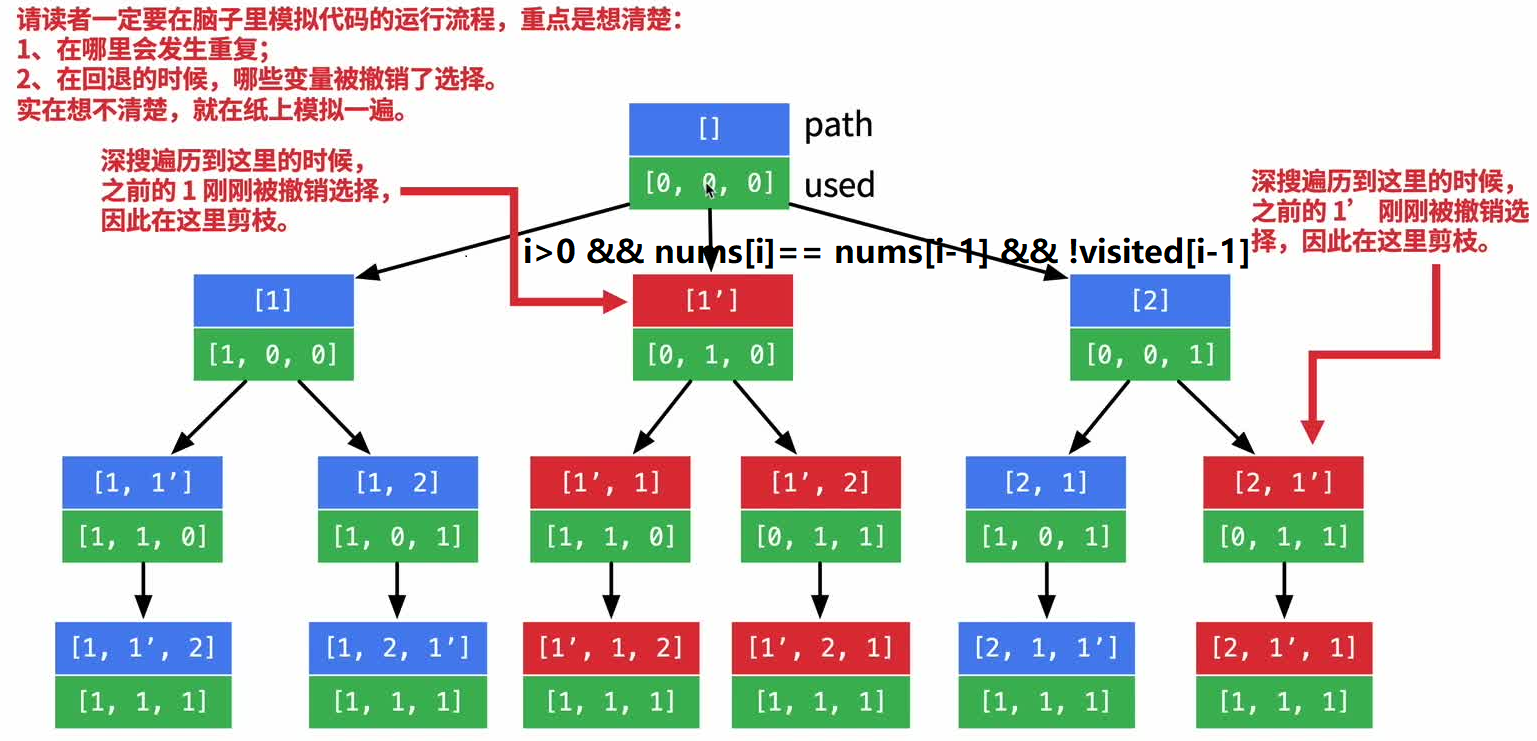 请读者一定要在脑子里模拟代码的运行流程，重点是想清楚：
1、在哪里会发生重复；
2、在回退的时候，哪些变量被撤销了选择。
实在想不清楚，就在纸上模拟一遍。
深搜遍历到这里的时候，
之前的 1 刚刚被撤销选择，
因此在这里剪枝。
[]
path
[0, 0, 0]
used
深搜遍历到这里的时候，
之前的 1’ 刚刚被撤销选
择，因此在这里剪枝。
i>0 && nums[i]== nums[i-1] && !visited[i-1]
[1]
[1, 0, 0]
[1’]
[0, 1, 0]
[2]
[0, 0, 1]
[1, 1’]
[1, 1, 0]
[1, 2]
[1, 0, 1]
[1’, 1]
[1, 1, 0]
[1’, 2]
[0, 1, 1]
[2, 1]
[1, 0, 1]
[2, 1’]
[0, 1, 1]
[1, 1’, 2]
[1, 1, 1]
[1, 2, 1’]
[1, 1, 1]
[1’, 1, 2]
[1, 1, 1]
[1’, 2, 1]
[1, 1, 1]
[2, 1, 1’]
[1, 1, 1]
[2, 1’, 1]
[1, 1, 1]